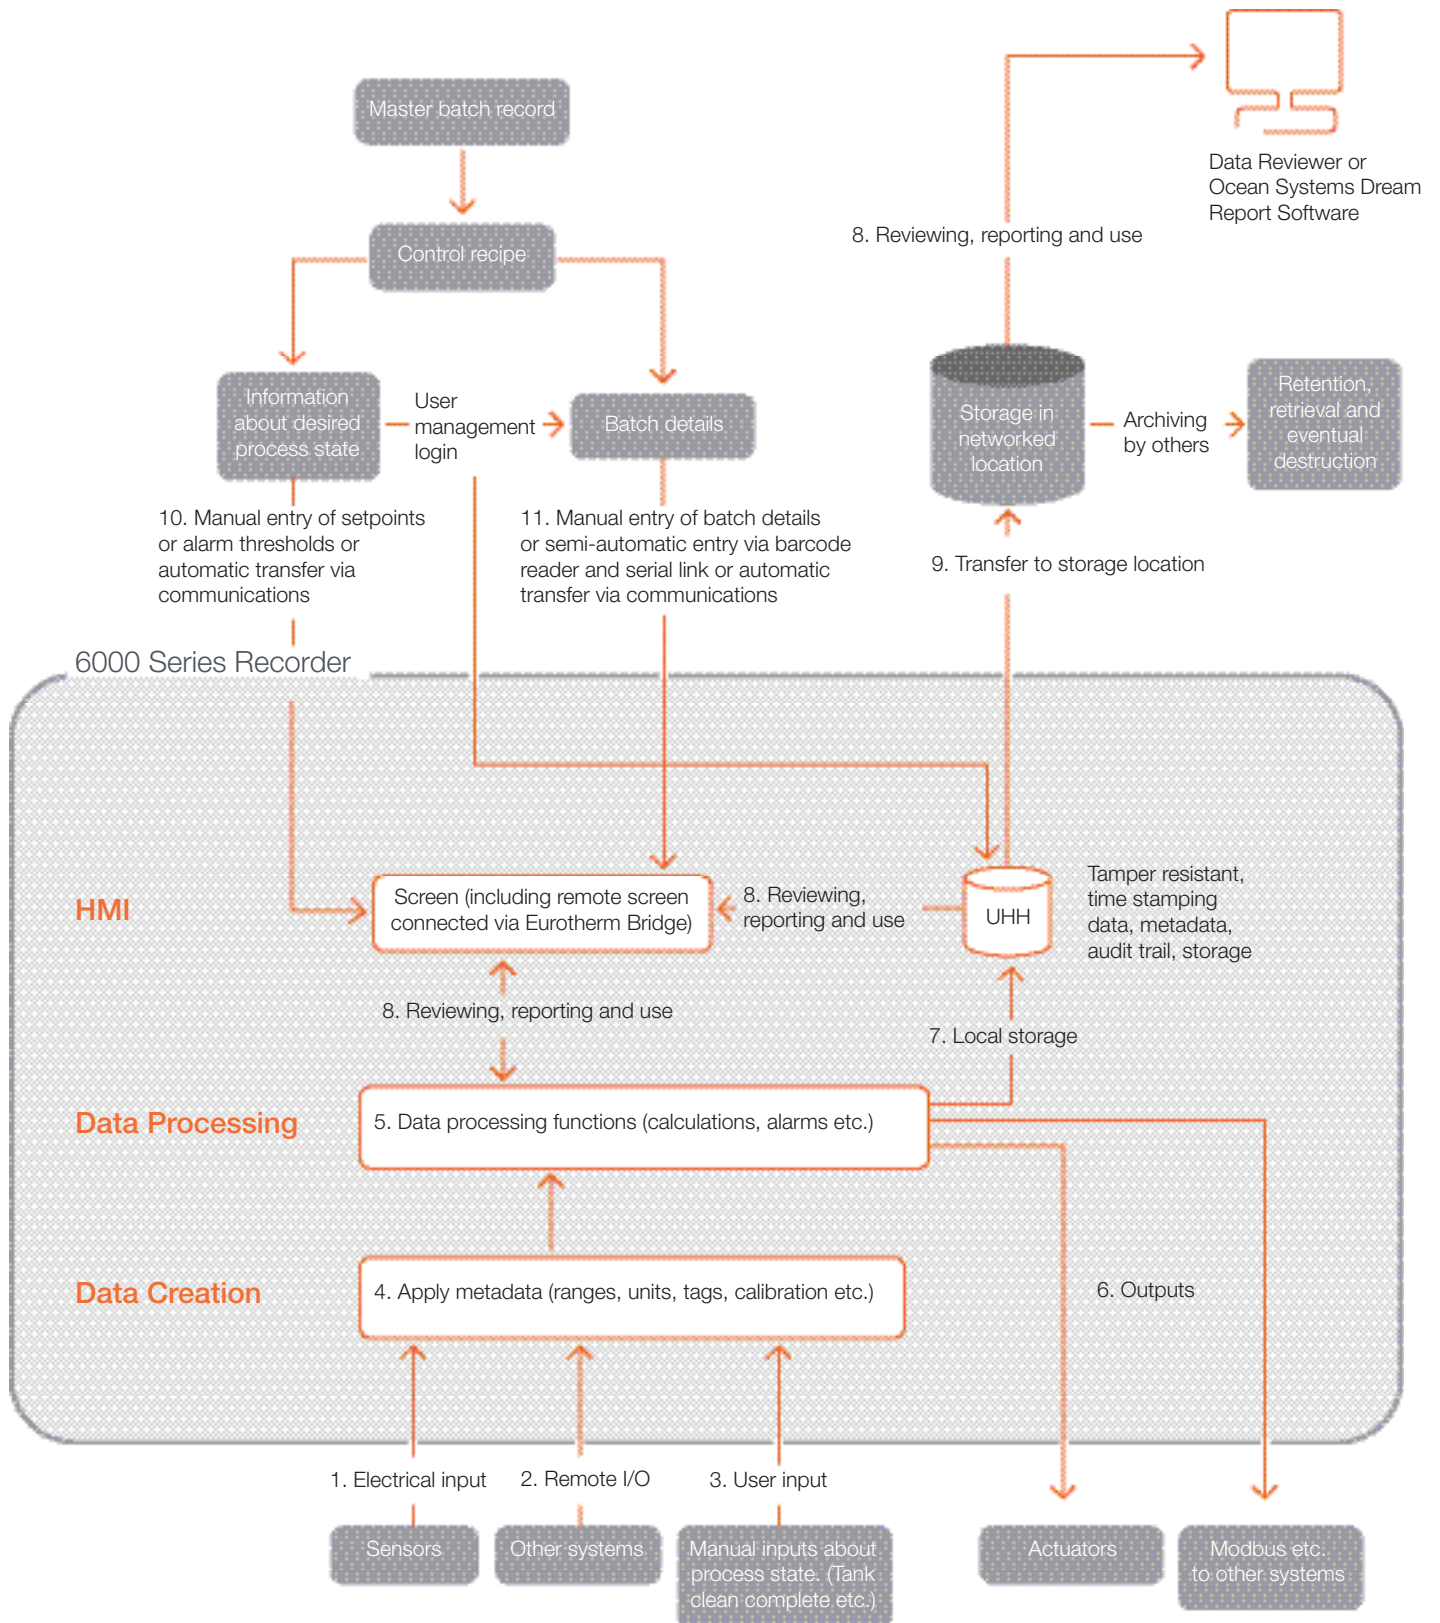 Master batch record
Data Reviewer or
Ocean Systems Dream
Report Software
8. Reviewing, reporting and use
Control recipe
Information
about desired
process state
User
management
login
Batch details
Storage in
networked
location
Archiving
by others
Retention,
retrieval and
eventual
destruction
10. Manual entry of setpoints
or alarm thresholds or
automatic transfer via
communications
11. Manual entry of batch details
or semi-automatic entry via barcode
reader and serial link or automatic
transfer via communications
9. Transfer to storage location
6000 Series Recorder
HMI
Screen (including remote screen
connected via Eurotherm Bridge)
8. Reviewing,
reporting and use
UHH
Tamper resistant,
time stamping
data, metadata,
audit trail, storage
8. Reviewing, reporting and use
7. Local storage
Data Processing
5. Data processing functions (calculations, alarms etc.)
Data Creation
4. Apply metadata (ranges, units, tags, calibration etc.)
6. Outputs
1. Electrical input
2. Remote I/O
3. User input
Sensors
Other systems
Manual inputs about
process state. (Tank
clean complete etc.)
Actuators
Modbus etc.
to other systems